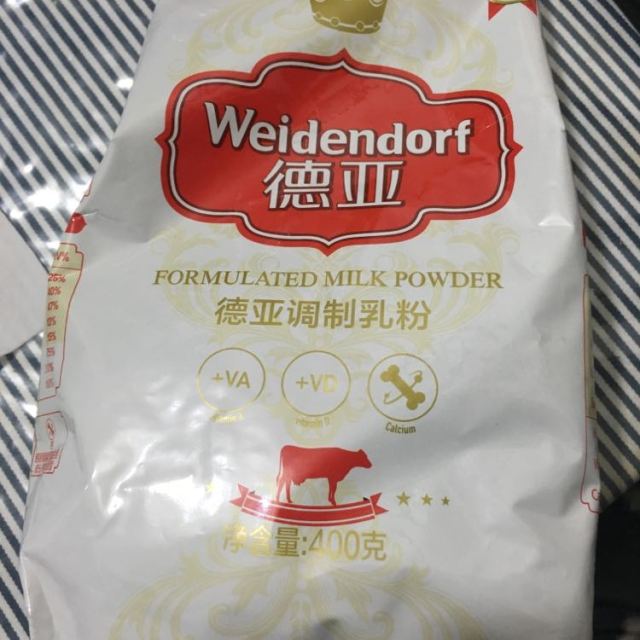 Weidendorf
德亚
FORMULATED MILK POWDER
德亚调制乳粉
+VA
+VD
Calcium
净含量:400克